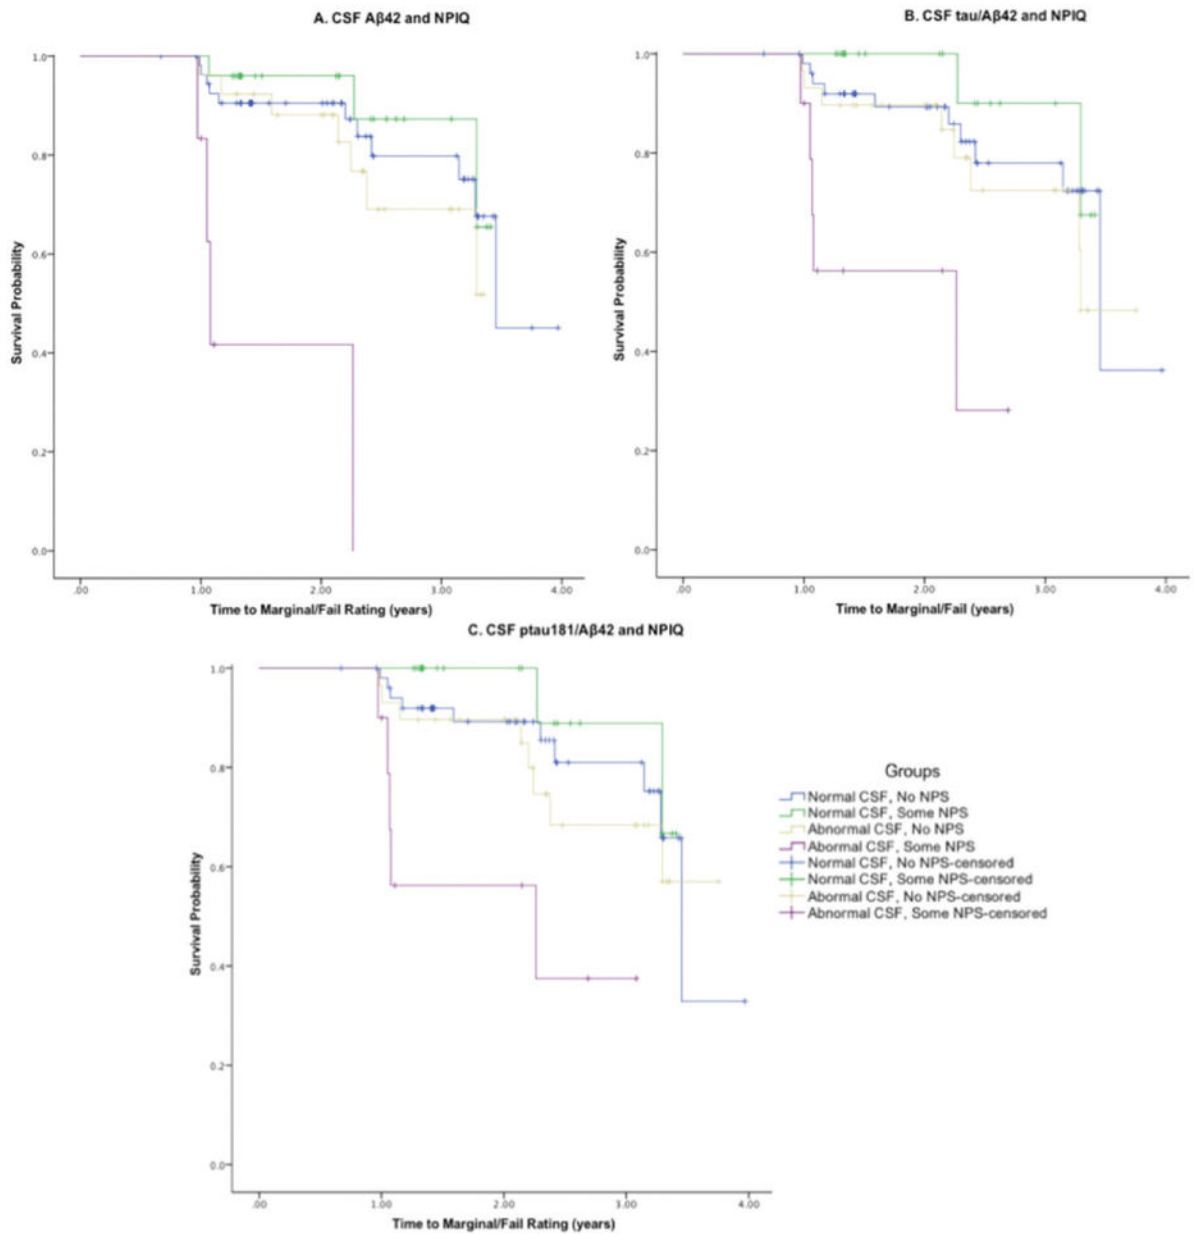 A. CSF Aβ42 and NPIQ
1.0
0.8
0.6
0.4
0.2
0.0
Survival Probability
.00 1.00 2.00 3.00 4.00
Time to Marginal/Fail Rating (years)
B. CSF tau/Aβ42 and NPIQ
1.0
0.8
0.6
0.4
0.2
0.0
Survival Probability
.00 1.00 2.00 3.00 4.00
Time to Marginal/Fail (years)
C. CSF ptau181/Aβ42 and NPIQ
1.0
0.8
0.6
0.4
0.2
0.0
Survival Probability
.00 1.00 2.00 3.00 4.00
Time to Marginal/Fail Rating (years)
Groups
Normal CSF, No NPS
Normal CSF, Some NPS
Abnormal CSF, No NPS
Abormal CSF, Some NPS
Normal CSF, No NPS-censored
Normal CSF, Some NPS-censored
Abormal CSF, No NPS-censored
Abnormal CSF, Some NPS-censored